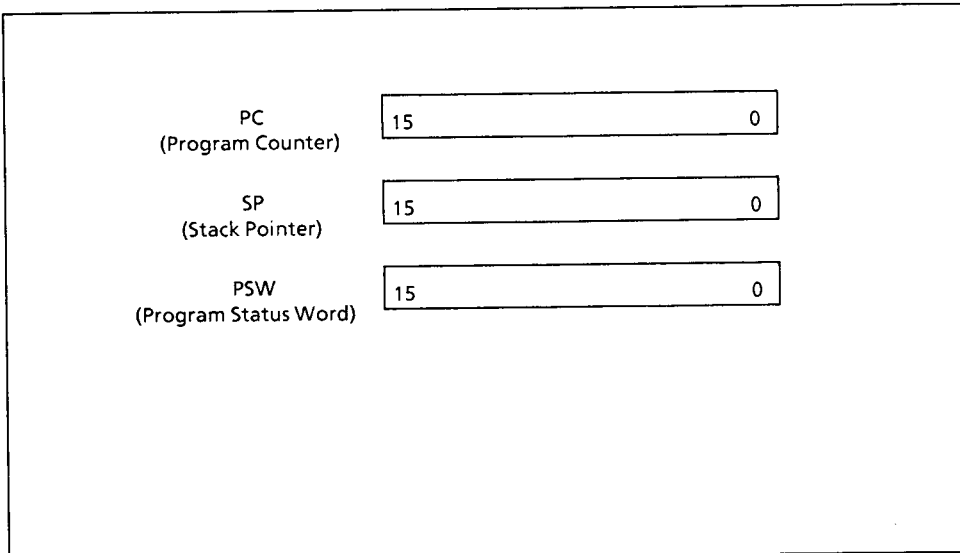 PC
(Program Counter)
15 0
SP
(Stack Pointer)
15 0
PSW
(Program Status Word)
15 0